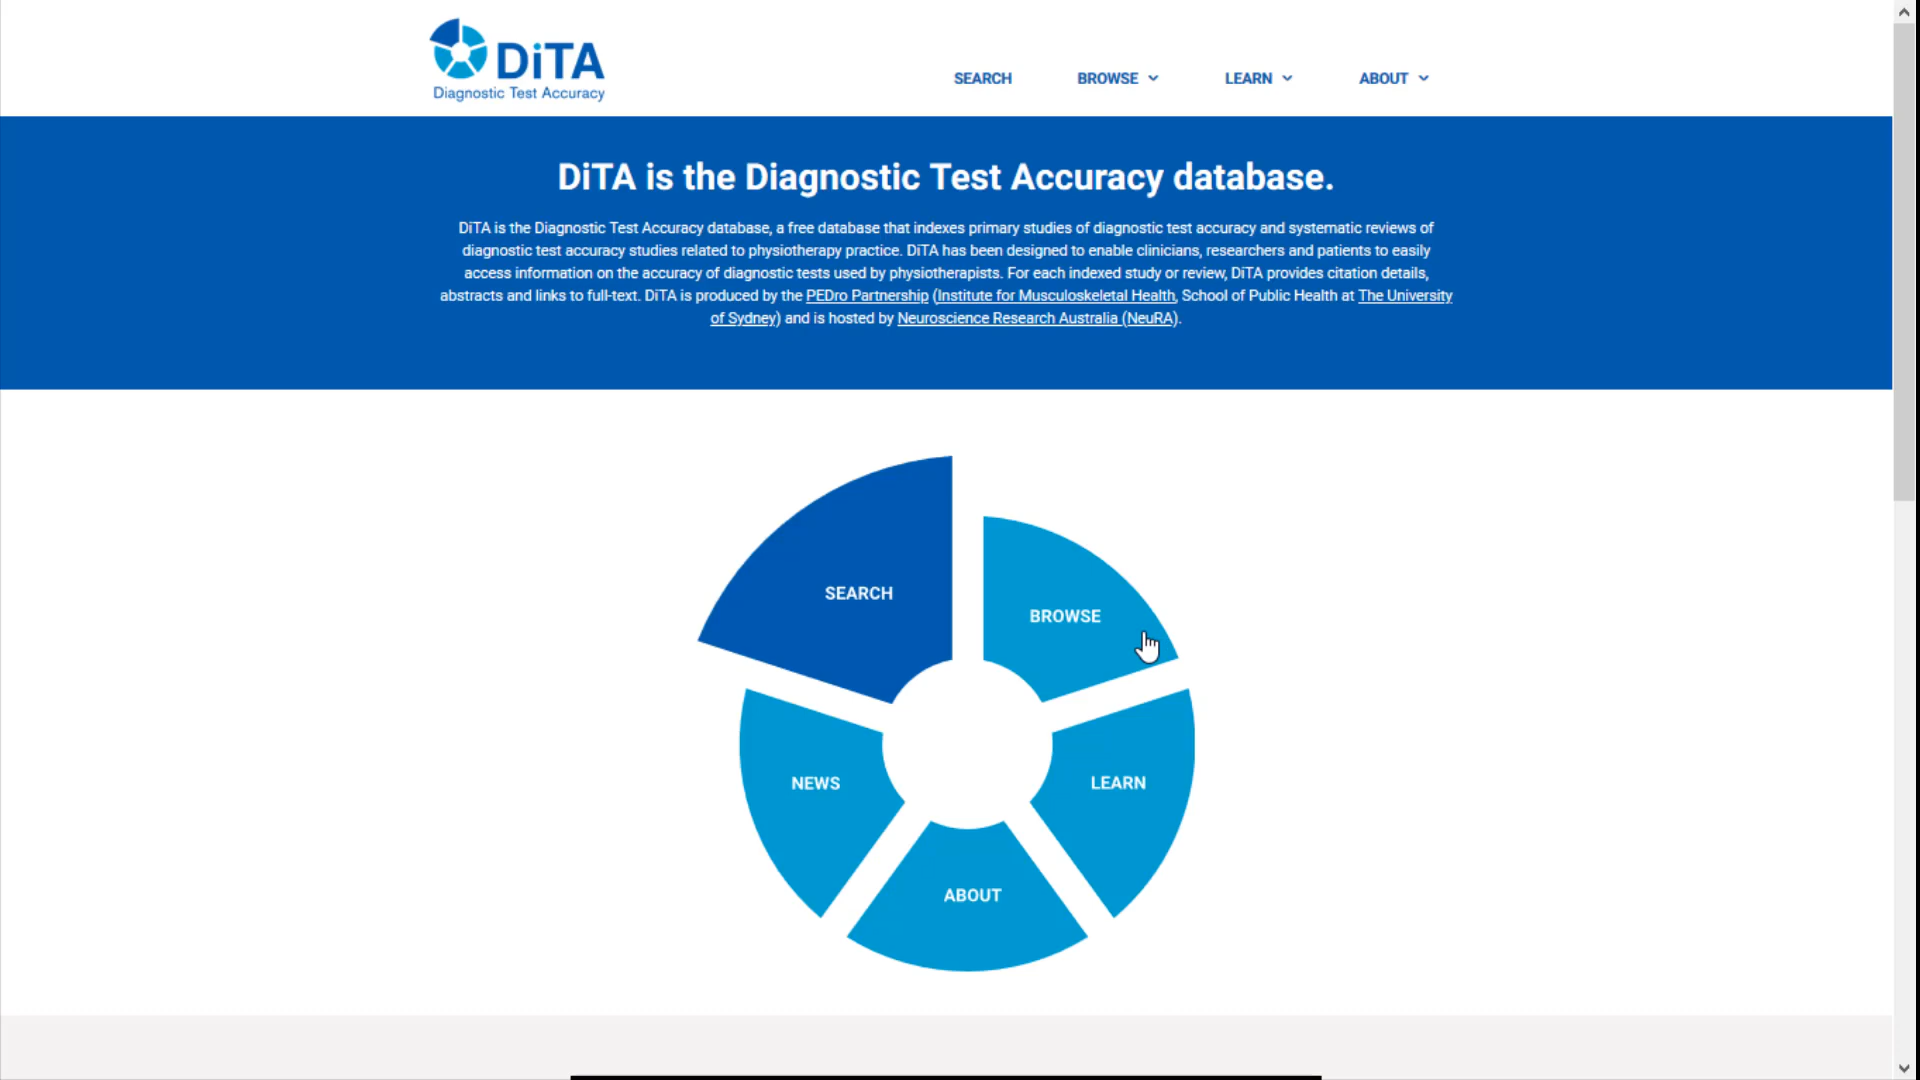 DiTA
Diagnostic Test Accuracy
SEARCH
BROWSE
LEARN
ABOUT
DiTA is the Diagnostic Test Accuracy database.
DiTA is the Diagnostic Test Accuracy database, a free database that indexes primary studies of diagnostic test accuracy and systematic reviews of
diagnostic test accuracy studies related to physiotherapy practice. DiTA has been designed to enable clinicians, researchers and patients to easily
access information on the accuracy of diagnostic tests used by physiotherapists. For each indexed study or review, DiTA provides citation details,
abstracts and links to full-text. DiTA is produced by the PEDro Partnership (Institute for Musculoskeletal Health, School of Public Health at The University
of Sydney) and is hosted by Neuroscience Research Australia (NeuRA).
SEARCH
BROWSE
NEWS
LEARN
ABOUT